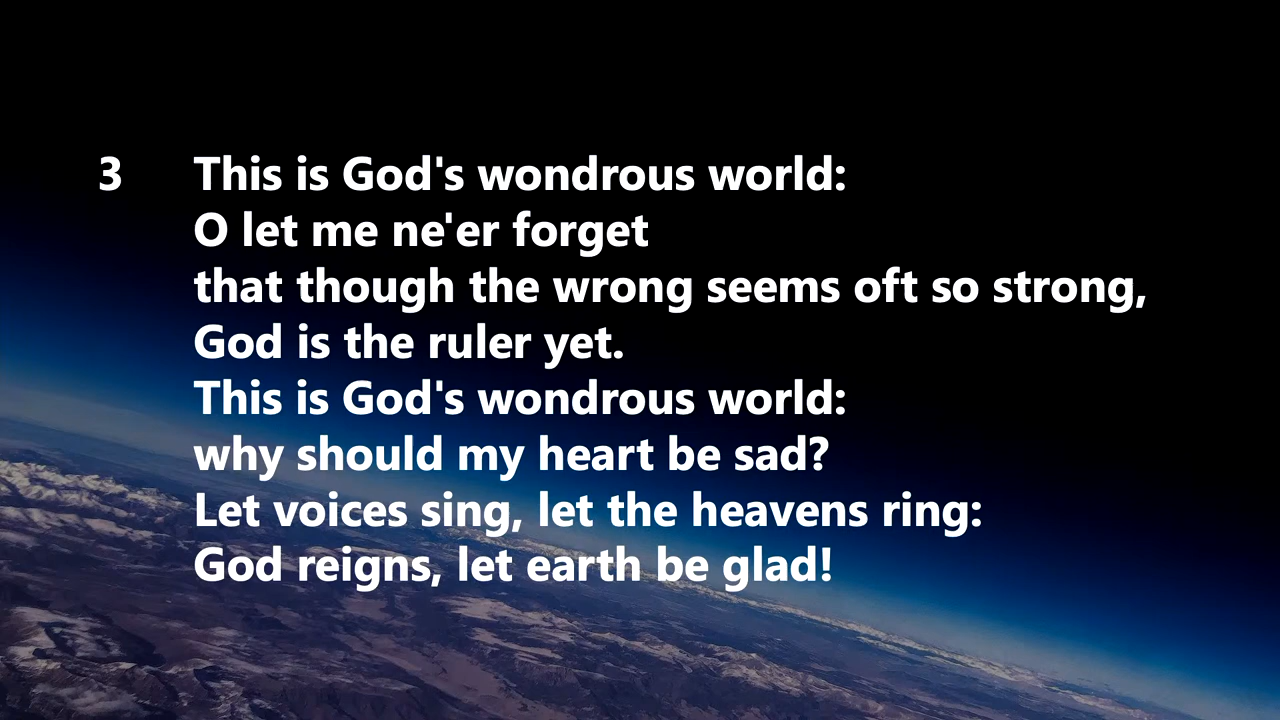 3 This is God's wondrous world:
O let me ne'er forget
that though the wrong seems oft so strong,
God is the ruler yet.
This is God's wondrous world:
why should my heart be sad?
Let voices sing, let the heavens ring:
God reigns, let earth be glad!